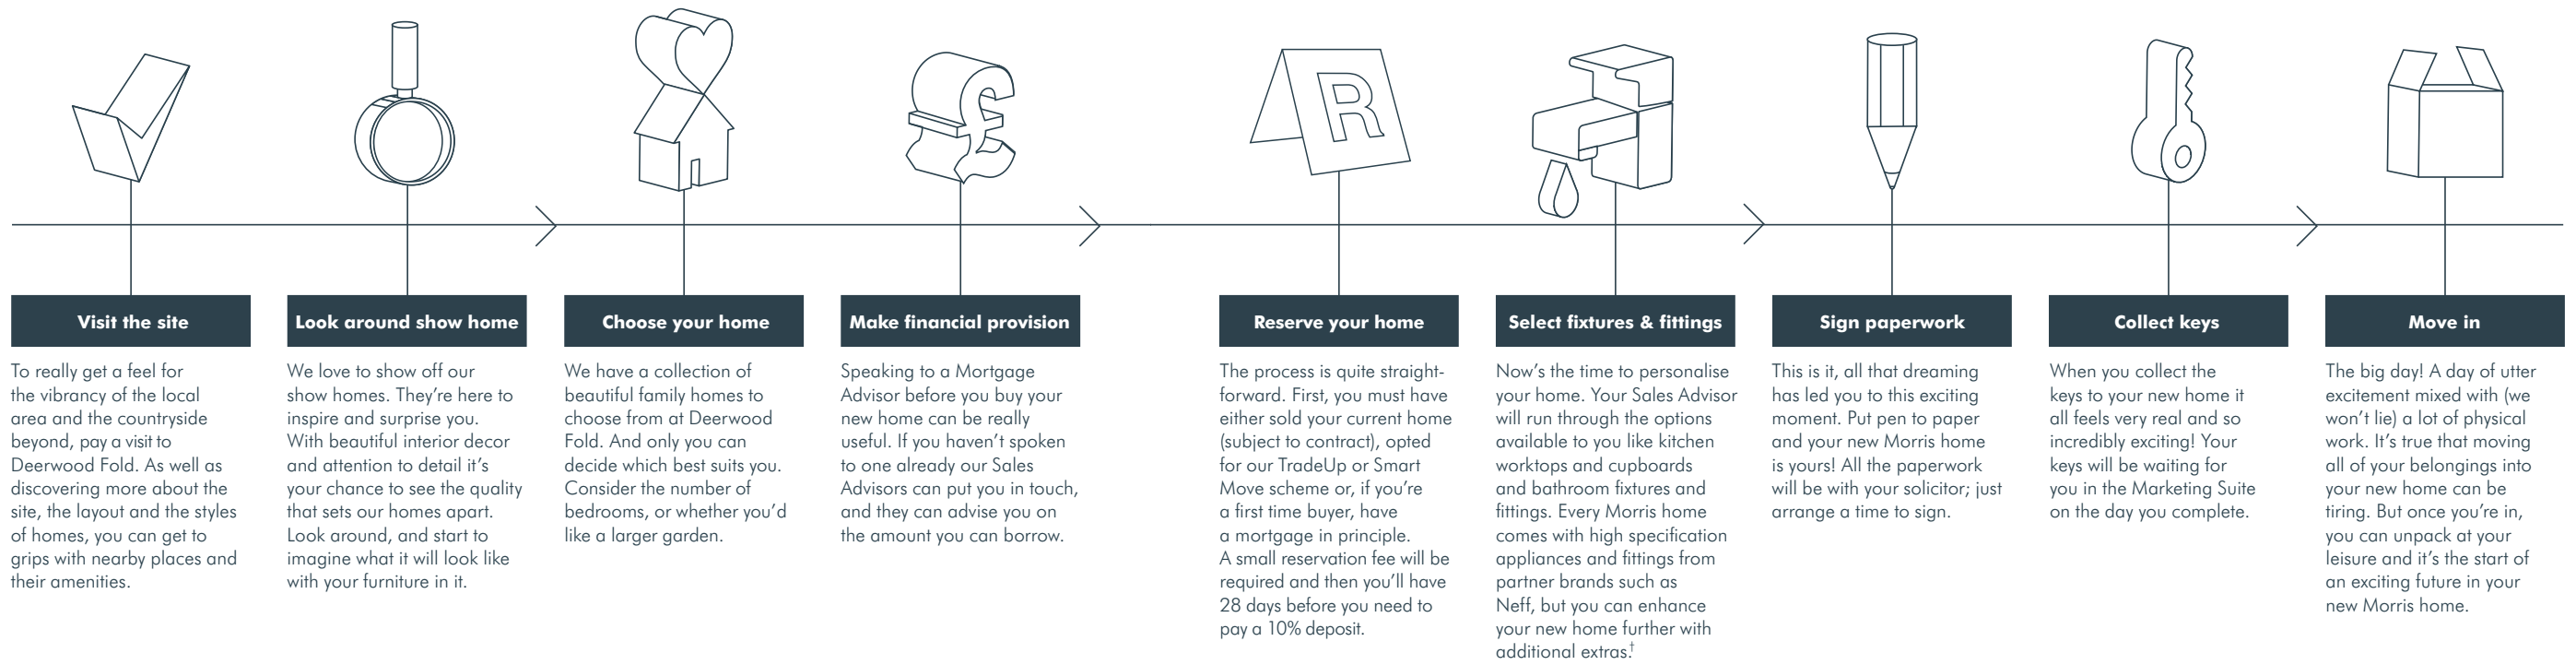 R
Visit the site
To really get a feel for
the vibrancy of the local
area and the countryside
beyond, pay a visit to
Deerwood Fold. As well as
discovering more about the
site, the layout and the styles
of homes, you can get to
grips with nearby places and
their amenities.
Look around show home
We love to show off our
show homes. They’re here to
inspire and surprise you.
With beautiful interior decor
and attention to detail it’s
your chance to see the quality
that sets our homes apart.
Look around, and start to
imagine what it will look like
with your furniture in it.
Choose your home
We have a collection of
beautiful family homes to
choose from at Deerwood
Fold. And only you can
decide which best suits you.
Consider the number of
bedrooms, or whether you’d
like a larger garden.
£
Make financial provision
Speaking to a Mortgage
Advisor before you buy your
new home can be really
useful. If you haven’t spoken
to one already our Sales
Advisors can put you in touch,
and they can advise you on
the amount you can borrow.
Reserve your home
The process is quite straight-
forward. First, you must have
either sold your current home
(subject to contract), opted
for our TradeUp or Smart
Move scheme or, if you’re
a first time buyer, have
a mortgage in principle.
A small reservation fee will be
required and then you’ll have
28 days before you need to
pay a 10% deposit.
Select fixtures & fittings
Now’s the time to personalise
your home. Your Sales Advisor
will run through the options
available to you like kitchen
worktops and cupboards
and bathroom fixtures and
fittings. Every Morris home
comes with high specification
appliances and fittings from
partner brands such as
Neff, but you can enhance
your new home further with
additional extras.†
Sign paperwork
This is it, all that dreaming
has led you to this exciting
moment. Put pen to paper
and your new Morris home
is yours! All the paperwork
will be with your solicitor; just
arrange a time to sign.
Collect keys
When you collect the
keys to your new home it
all feels very real and so
incredibly exciting! Your
keys will be waiting for
you in the Marketing Suite
on the day you complete.
Move in
The big day! A day of utter
excitement mixed with (we
won’t lie) a lot of physical
work. It’s true that moving
all of your belongings into
your new home can be
tiring. But once you’re in,
you can unpack at your
leisure and it’s the start of
an exciting future in your
new Morris home.